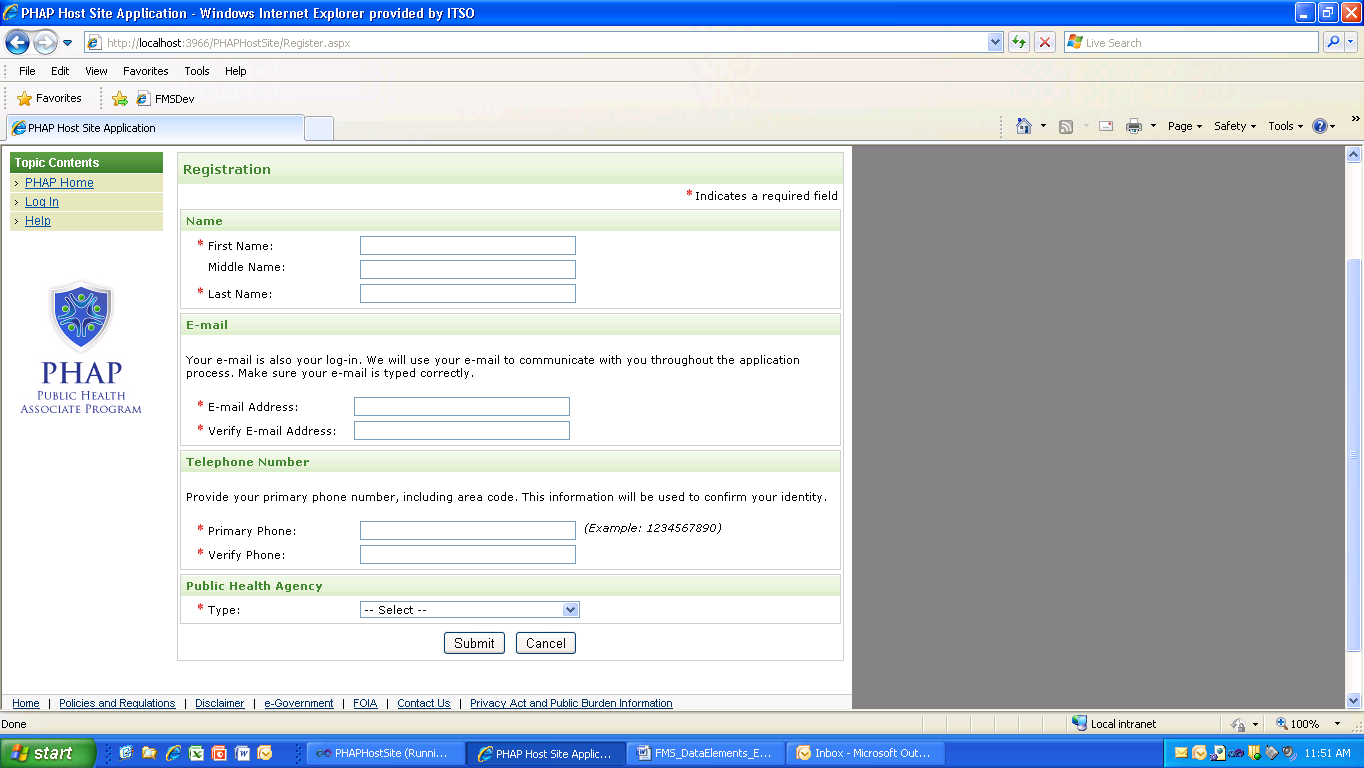 PHAP Host Site Application - Windows Internet Explorer provided by ITSO
http://localhost:3966/PHAPHostSite/Register.aspx
Live Search
File Edit View Favorites Tools Help
Favorites FMSDev
PHAP Host Site Application
Page Safety Tools »
Topic Contents
› PHAP Home
› Log In
› Help
PHAP
PUBLIC HEALTH
ASSOCIATE PROGRAM
Registration
* Indicates a required field
Name
* First Name:
Middle Name:
* Last Name:
E-mail
Your e-mail is also your log-in. We will use your e-mail to communicate with you throughout the application
process. Make sure your e-mail is typed correctly.
* E-mail Address:
* Verify E-mail Address:
Telephone Number
Provide your primary phone number, including area code. This information will be used to confirm your identity.
* Primary Phone: (Example: 1234567890)
* Verify Phone:
Public Health Agency
* Type: -- Select --
Submit Cancel
Home | Policies and Regulations | Disclaimer | e-Government | FOIA | Contact Us | Privacy Act and Public Burden Information
Done Local intranet 100%
start PHAPHostSite (Runni... PHAP Host Site Applic... FMS_DataElements_E... Inbox - Microsoft Out... 11:51 AM